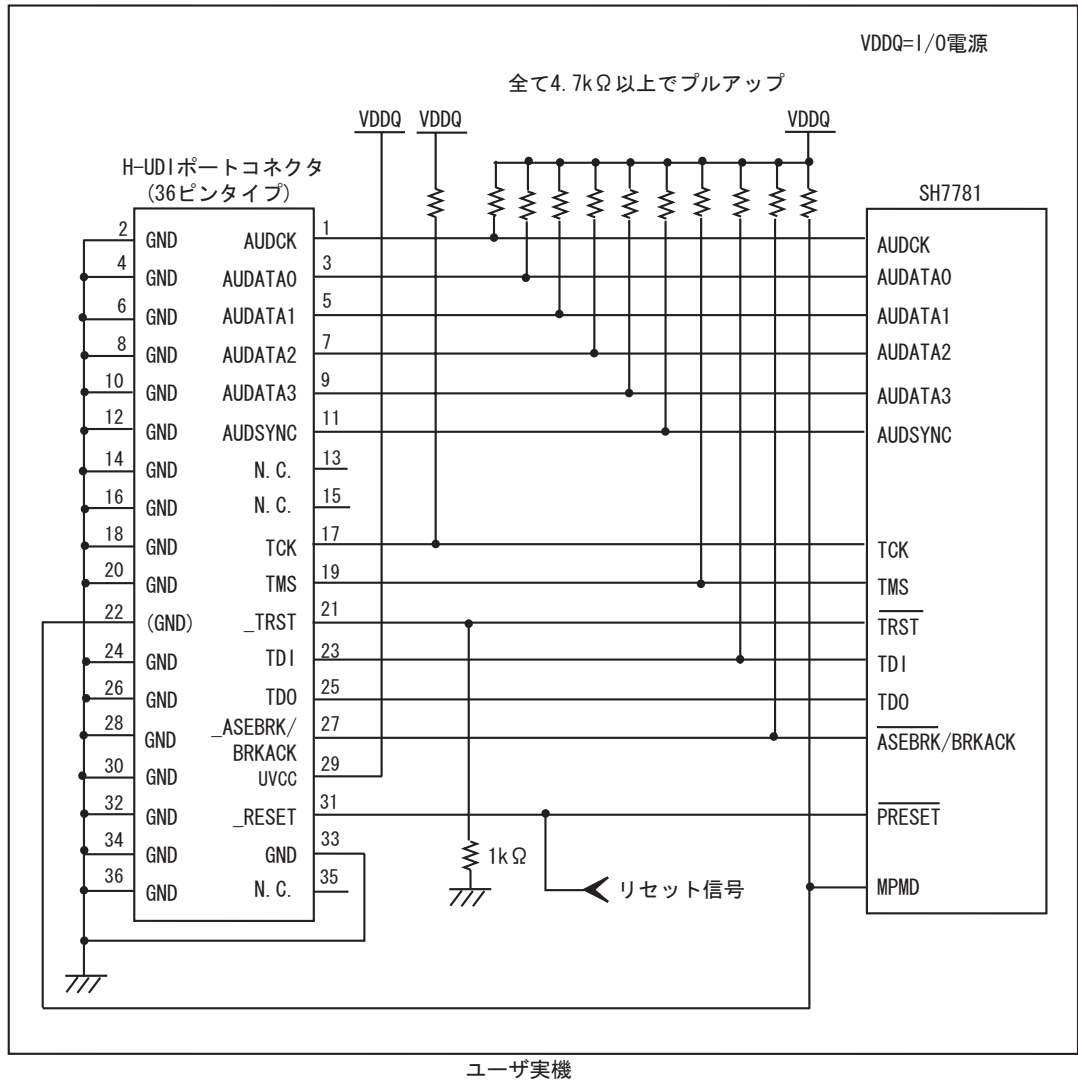 VDDQ=I/O電源
全て4.7kΩ以上でプルアップ
VDDQ VDDQ VDDQ
H-UDIポートコネクタ
(36ピンタイプ)
SH7781
2 GND AUDCK 1 AUDCK
4 GND AUDATA0 3 AUDATA0
6 GND AUDATA1 5 AUDATA1
8 GND AUDATA2 7 AUDATA2
10 GND AUDATA3 9 AUDATA3
12 GND AUDSYNC 11 AUDSYNC
14 GND N.C. 13
16 GND N.C. 15
18 GND TCK 17 TCK
20 GND TMS 19 TMS
22 (GND) _TRST 21 TRST
24 GND TDI 23 TDI
26 GND TDO 25 TDO
28 GND _ASEBRK/ 27 ASEBRK/BRKACK
BRKACK
30 GND UVCC 29
32 GND _RESET 31 PRESET
34 GND GND 33
1kΩ
36 GND N.C. 35
リセット信号
MPMD
ユーザ実機